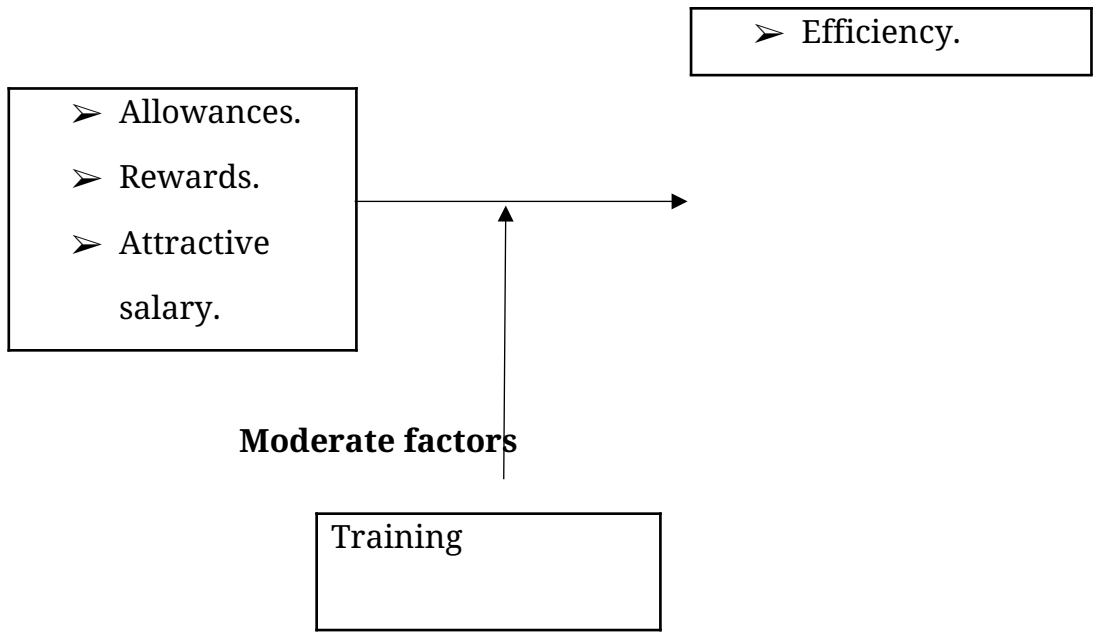 ➢ Efficiency.
➢ Allowances.
➢ Rewards.
➢ Attractive
salary.
Moderate factors
Training